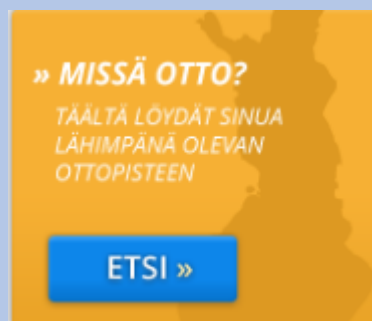 » MISSÄ OTTO?
TÄÄLTÄ LÖYDÄT SINUA
LÄHIMPÄNÄ OLEVAN
OTTOPISTEEN
ETSI »